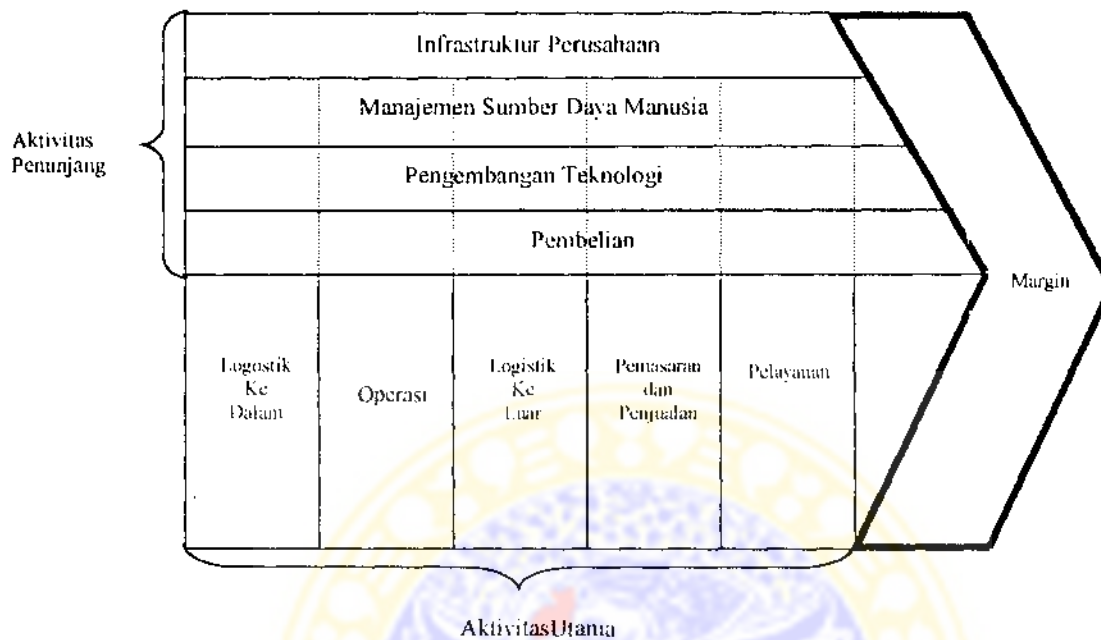 Infrastruktur Perusahaan
Manajemen Sumber Daya Manusia
Aktivitas
Penunjang
Pengembangan Teknologi
Pembelian
Margin
Logostik
Ke
Dalam
Operasi
Logistik
Ke
Luar
Pemasaran
dan
Penjualan
Pelayanan
AktivitasUtama